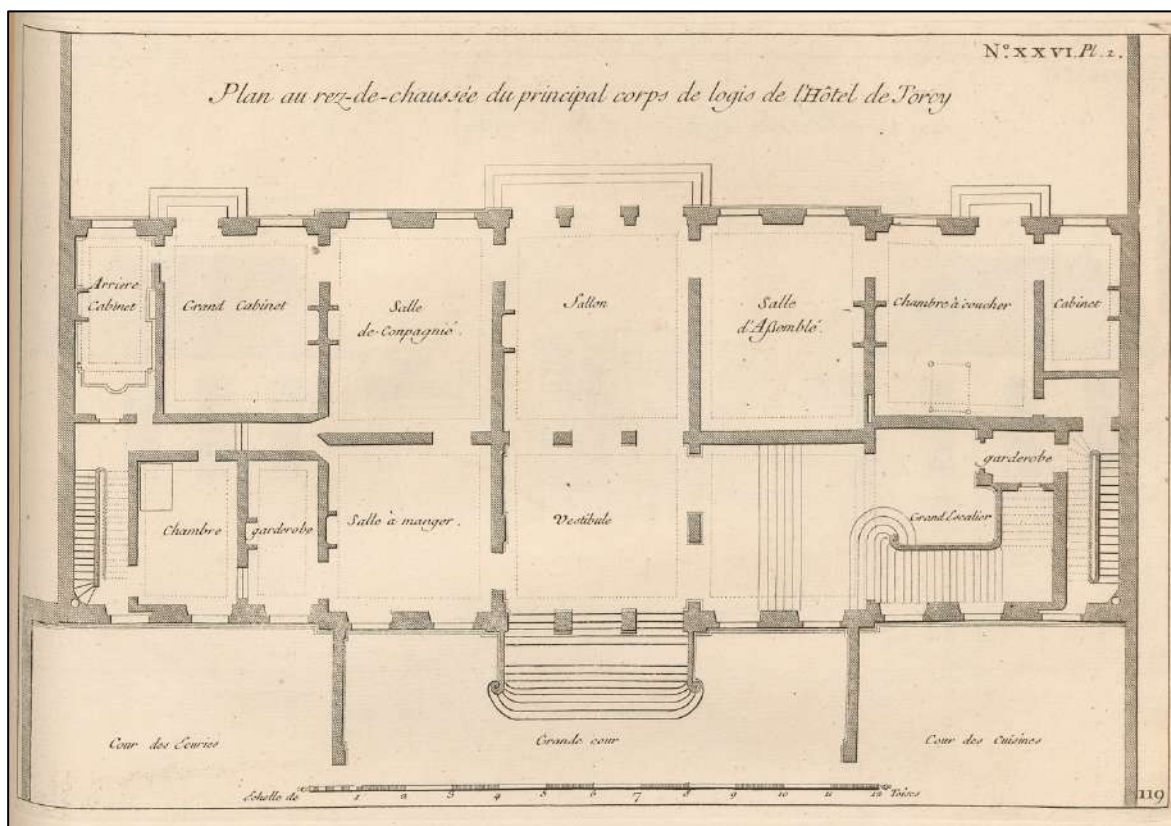 N.º XXVI. Pl. 2.
Plan au rez-de-chaussée du principal corps de logis de l'Hôtel de Torcy
Arriere
Cabinet
Grand Cabinet
Salle
de Conpagnié.
Sallon
Salle
d'Aßemblé.
Chambre à coucher
Cabinet
Chambre
garderobe
Salle à manger.
Vestibule
Grand Escalier
garderobe
Cour des Ecuries
Grande cour
Cour des Cuisines
Echelle de 1 2 3 4 5 6 7 8 9 10 11 12 Toises
119